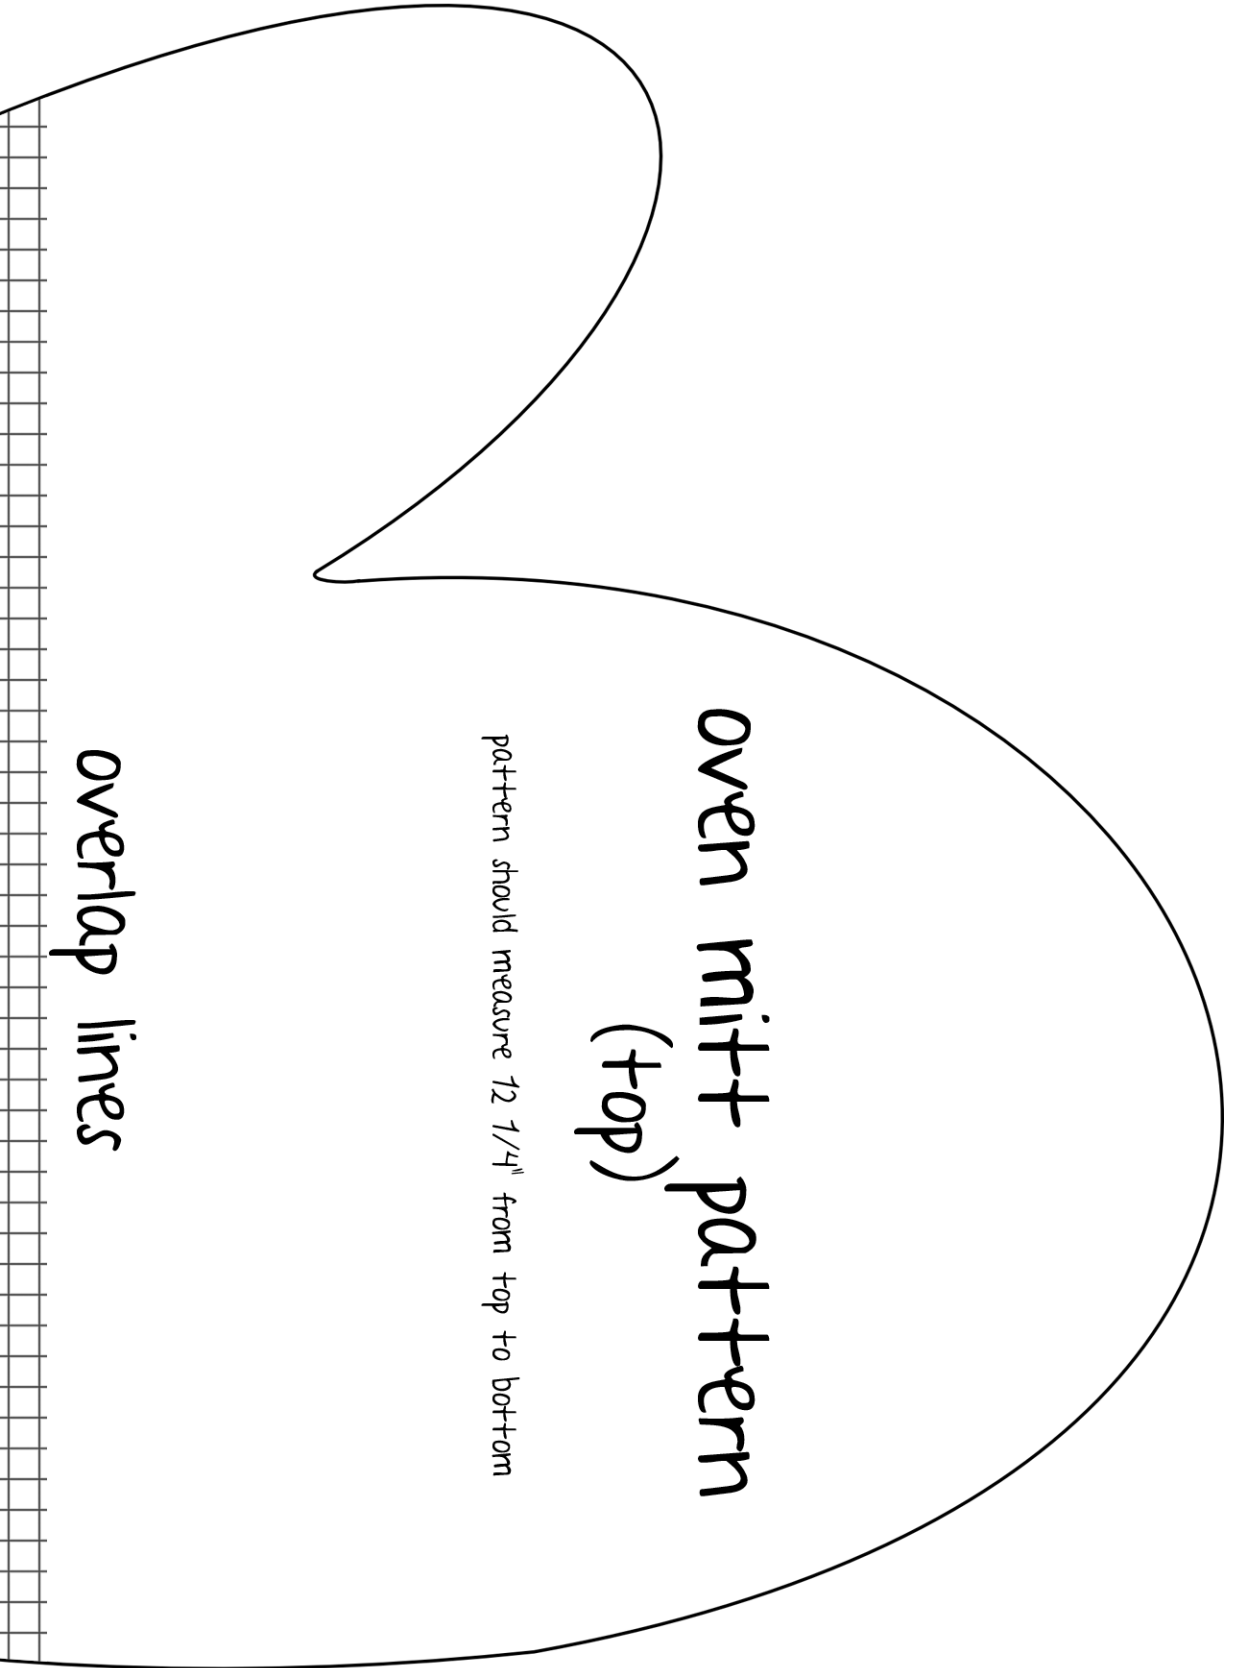 oven mitt pattern
(top)
pattern should measure 12 1/4" from top to bottom
overlap lines